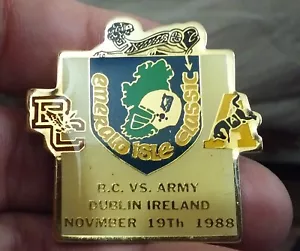 emerald isle classic
BC
A
B.C. VS. ARMY
DUBLIN IRELAND
NOVMBER 19Th 1988